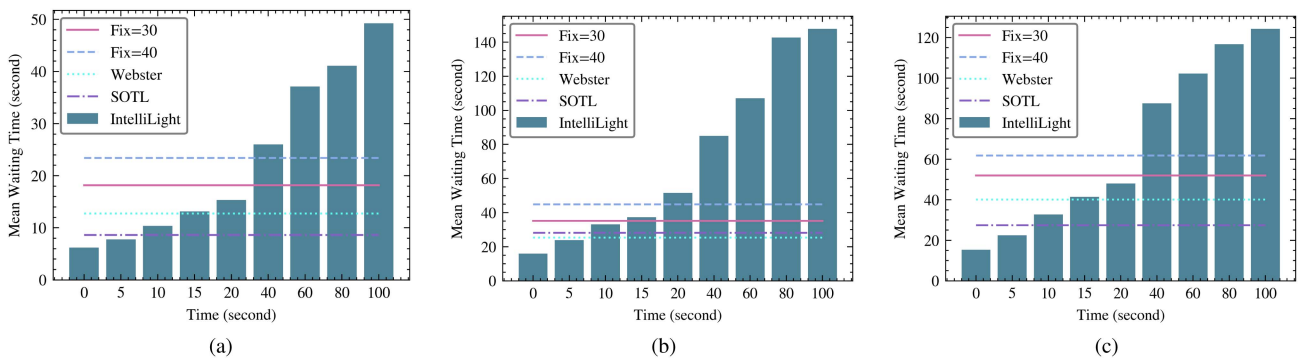 50
40
30
20
10
0
Mean Waiting Time (second)
Fix=30
Fix=40
Webster
SOTL
IntelliLight
0 5 10 15 20 40 60 80 100
Time (second)
(a)
140
120
100
80
60
40
20
0
Mean Waiting Time (second)
Fix=30
Fix=40
Webster
SOTL
IntelliLight
0 5 10 15 20 40 60 80 100
Time (second)
(b)
120
100
80
60
40
20
0
Mean Waiting Time (second)
Fix=30
Fix=40
Webster
SOTL
IntelliLight
0 5 10 15 20 40 60 80 100
Time (second)
(c)